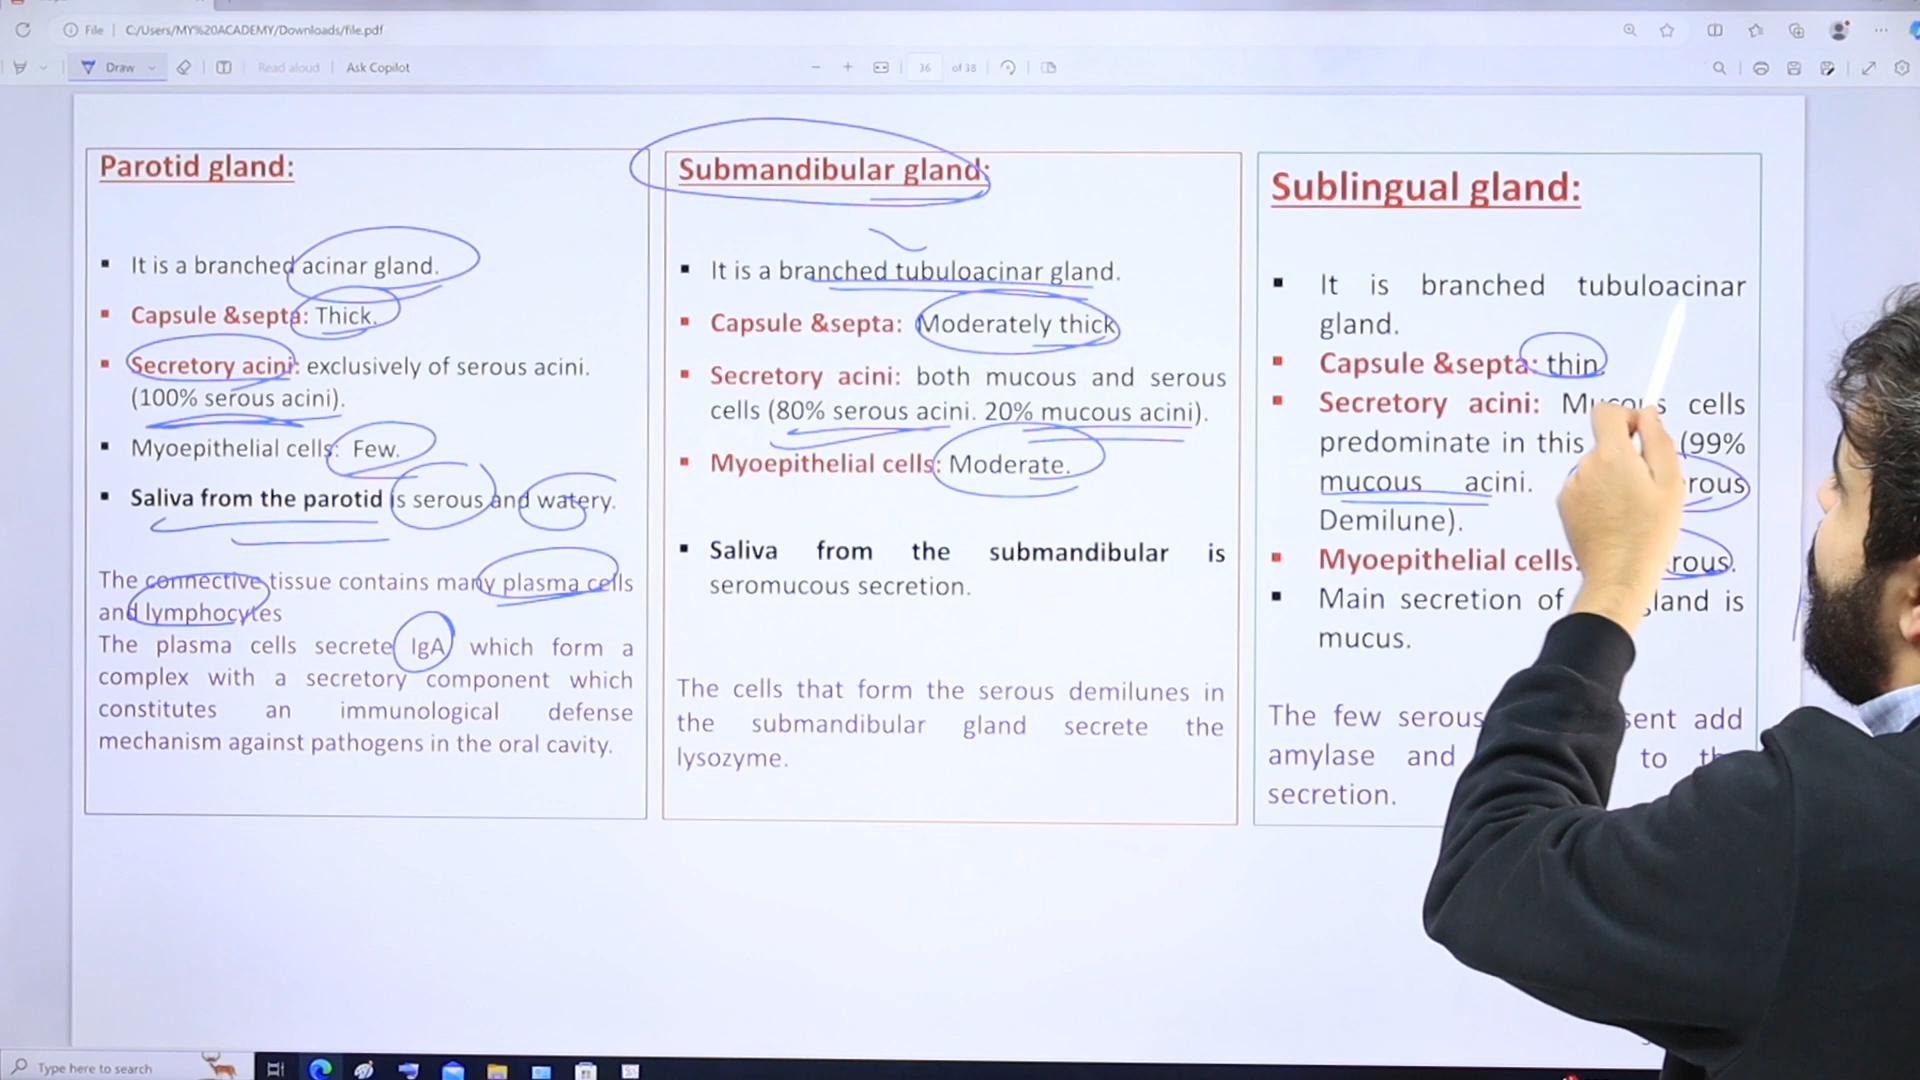 File
C:/Users/MY%20ACADEMY/Downloads/file.pdf
Draw
Read aloud
Ask Copilot
36
of 38
Parotid gland:
It is a branched acinar gland.
Capsule &septa: Thick.
Secretory acini: exclusively of serous acini.
(100% serous acini).
Myoepithelial cells: Few.
Saliva from the parotid is serous and watery.
The connective tissue contains many plasma cells
and lymphocytes
The plasma cells secrete IgA which form a
complex with a secretory component which
constitutes an immunological defense
mechanism against pathogens in the oral cavity.
Submandibular gland:
It is a branched tubuloacinar gland.
Capsule &septa: Moderately thick
Secretory acini: both mucous and serous
cells (80% serous acini. 20% mucous acini).
Myoepithelial cells: Moderate.
Saliva from the submandibular is
seromucous secretion.
The cells that form the serous demilunes in
the submandibular gland secrete the
lysozyme.
Sublingual gland:
It is branched tubuloacinar
gland.
Capsule &septa: thin
Secretory acini: Mucous cells
predominate in this (99%
mucous acini.
Demilune).
Myoepithelial cells:
Main secretion of gland is
mucus.
The few serous add
amylase and to
secretion.
Type here to search